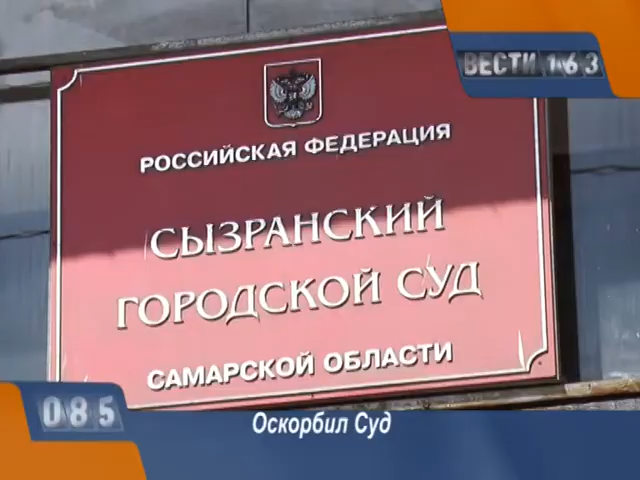 ВЕСТИ 163
РОССИЙСКАЯ ФЕДЕРАЦИЯ
СЫЗРАНСКИЙ
ГОРОДСКОЙ СУД
САМАРСКОЙ ОБЛАСТИ
085
Оскорбил Суд